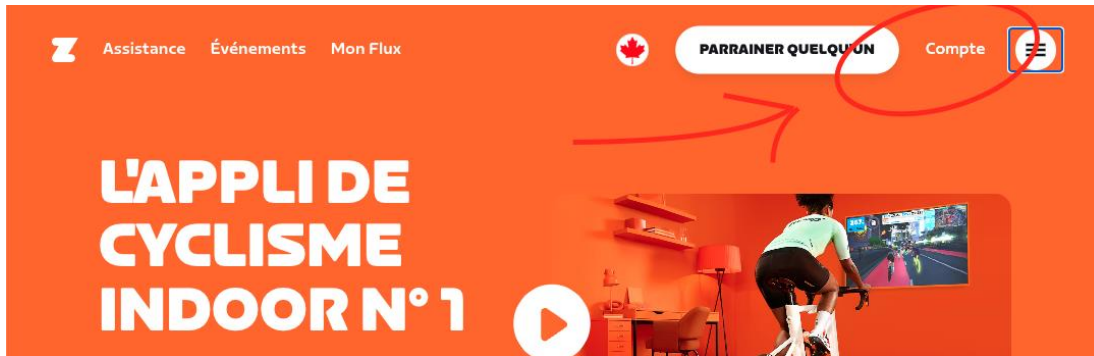 Assistance Événements Mon Flux PARRAINER QUELQU'UN Compte
L'APPLI DE
CYCLISME
INDOOR N° 1